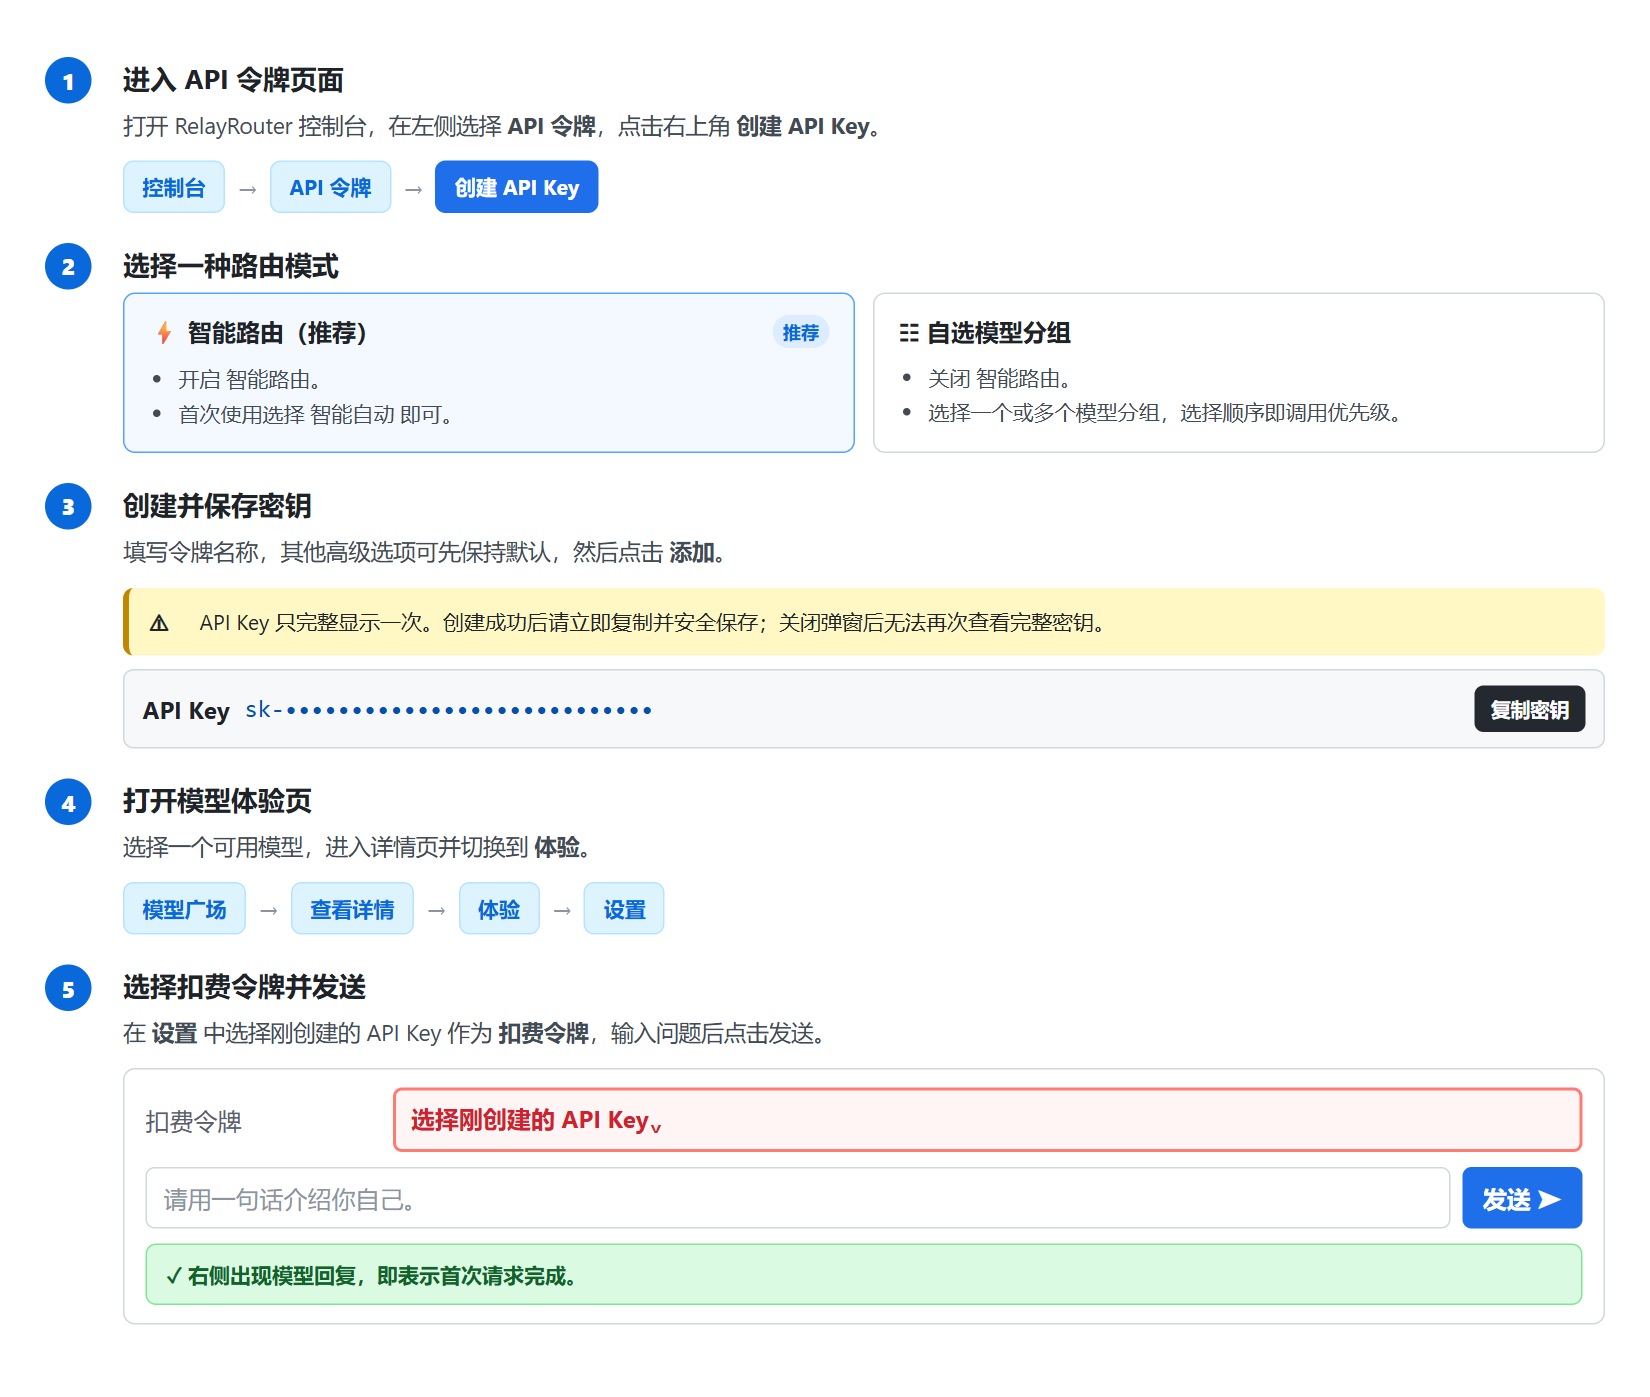 1
进入 API 令牌页面
打开 RelayRouter 控制台，在左侧选择 API 令牌，点击右上角 创建 API Key。
控制台 → API 令牌 → 创建 API Key
2
选择一种路由模式
智能路由（推荐） 推荐
• 开启 智能路由。
• 首次使用选择 智能自动 即可。
☷ 自选模型分组
• 关闭 智能路由。
• 选择一个或多个模型分组，选择顺序即调用优先级。
3
创建并保存密钥
填写令牌名称，其他高级选项可先保持默认，然后点击 添加。
⚠ API Key 只完整显示一次。创建成功后请立即复制并安全保存；关闭弹窗后无法再次查看完整密钥。
API Key sk-•••••••••••••••••••••••••••• 复制密钥
4
打开模型体验页
选择一个可用模型，进入详情页并切换到 体验。
模型广场 → 查看详情 → 体验 → 设置
5
选择扣费令牌并发送
在 设置 中选择刚创建的 API Key 作为 扣费令牌，输入问题后点击发送。
扣费令牌 选择刚创建的 API Key˅
请用一句话介绍你自己。 发送 ➤
✓ 右侧出现模型回复，即表示首次请求完成。